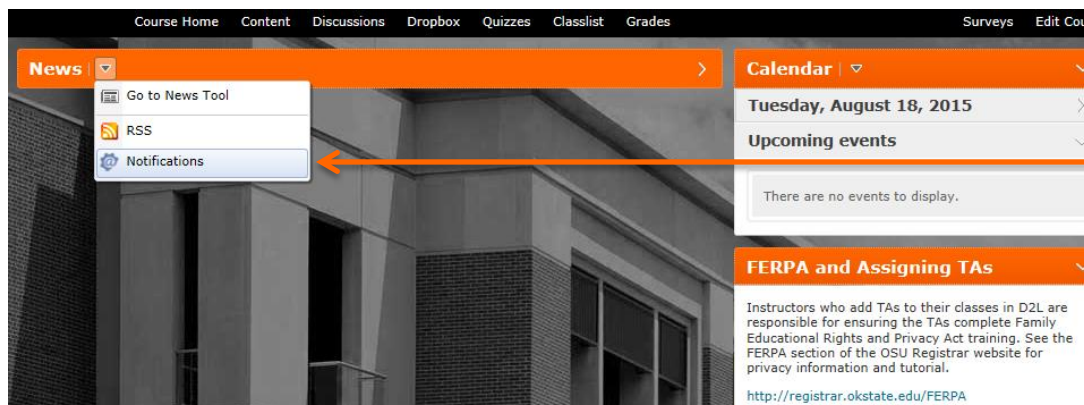 Course Home Content Discussions Dropbox Quizzes Classlist Grades Surveys Edit Cou
News
Go to News Tool
RSS
Notifications
Calendar
Tuesday, August 18, 2015
Upcoming events
There are no events to display.
FERPA and Assigning TAs
Instructors who add TAs to their classes in D2L are
responsible for ensuring the TAs complete Family
Educational Rights and Privacy Act training. See the
FERPA section of the OSU Registrar website for
privacy information and tutorial.
http://registrar.okstate.edu/FERPA